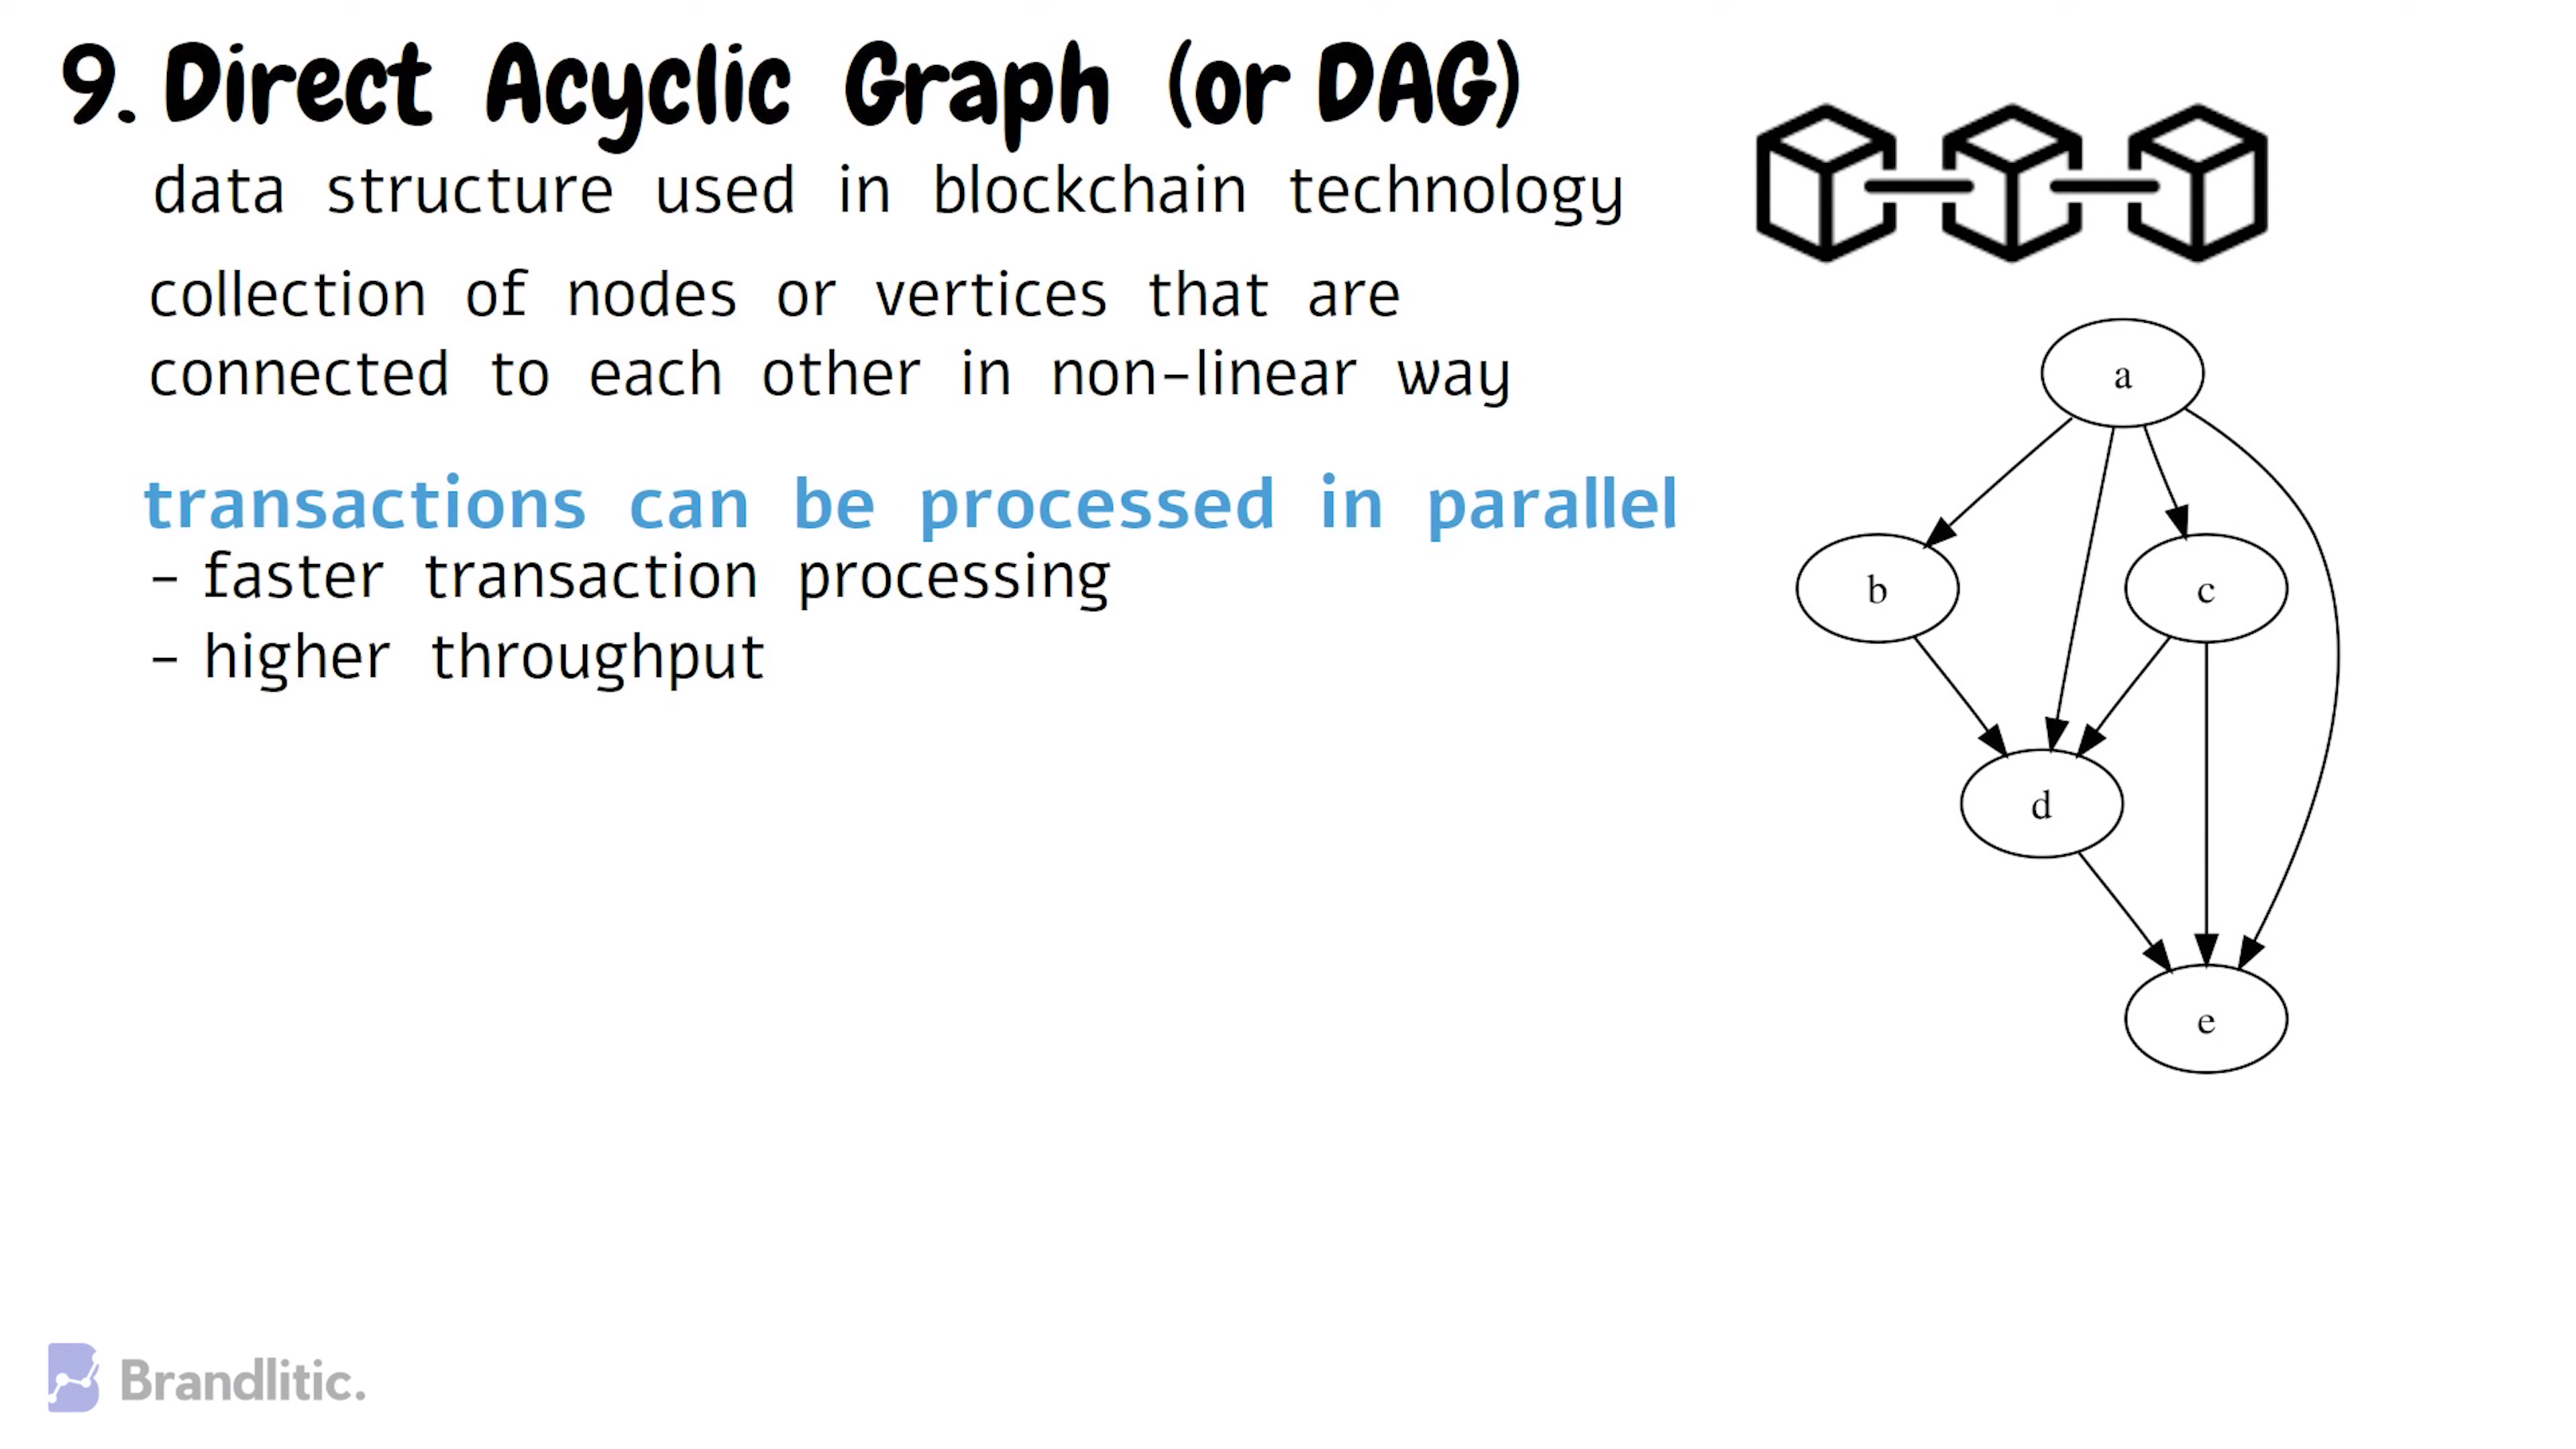 9. Direct Acyclic Graph (or DAG)
data structure used in blockchain technology
collection of nodes or vertices that are
connected to each other in non-linear way
transactions can be processed in parallel
- faster transaction processing
- higher throughput
a
b
c
d
e
Brandlitic.